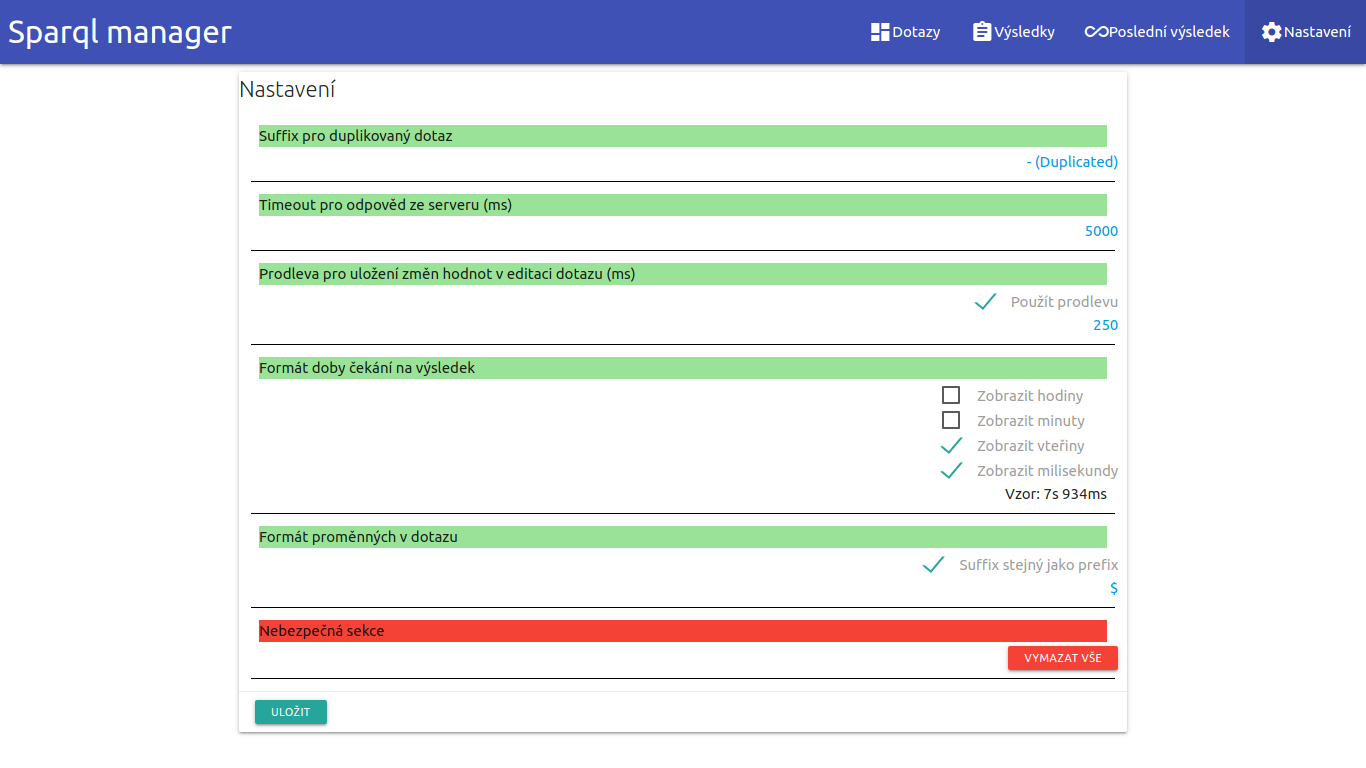 Sparql manager
Dotazy
Výsledky
Poslední výsledek
Nastavení
Nastavení
Suffix pro duplikovaný dotaz
- (Duplicated)
Timeout pro odpověd ze serveru (ms)
5000
Prodleva pro uložení změn hodnot v editaci dotazu (ms)
Použít prodlevu
250
Formát doby čekání na výsledek
Zobrazit hodiny
Zobrazit minuty
Zobrazit vteřiny
Zobrazit milisekundy
Vzor: 7s 934ms
Formát proměnných v dotazu
Suffix stejný jako prefix
$
Nebezpečná sekce
VYMAZAT VŠE
ULOŽIT